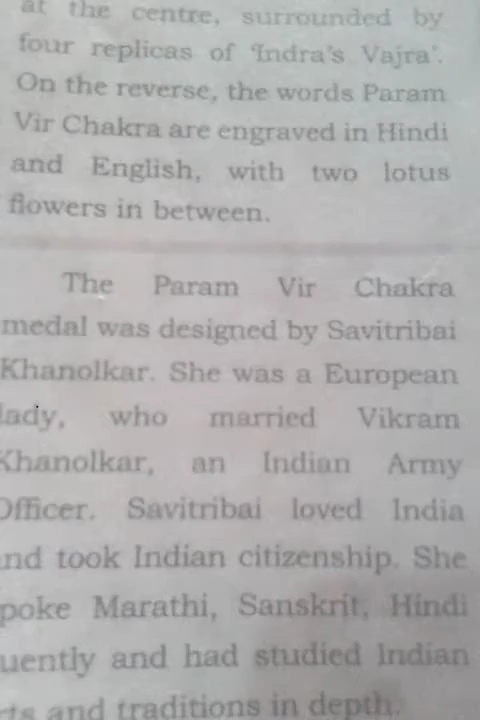 at the centre, surrounded by
four replicas of 'Indra's Vajra'.
On the reverse, the words Param
Vir Chakra are engraved in Hindi
and English, with two lotus
flowers in between.
The Param Vir Chakra
medal was designed by Savitribai
Khanolkar. She was a European
lady, who married Vikram
Khanolkar, an Indian Army
Officer. Savitribai loved India
nd took Indian citizenship. She
poke Marathi, Sanskrit, Hindi
uently and had studied Indian
rts and traditions in depth.